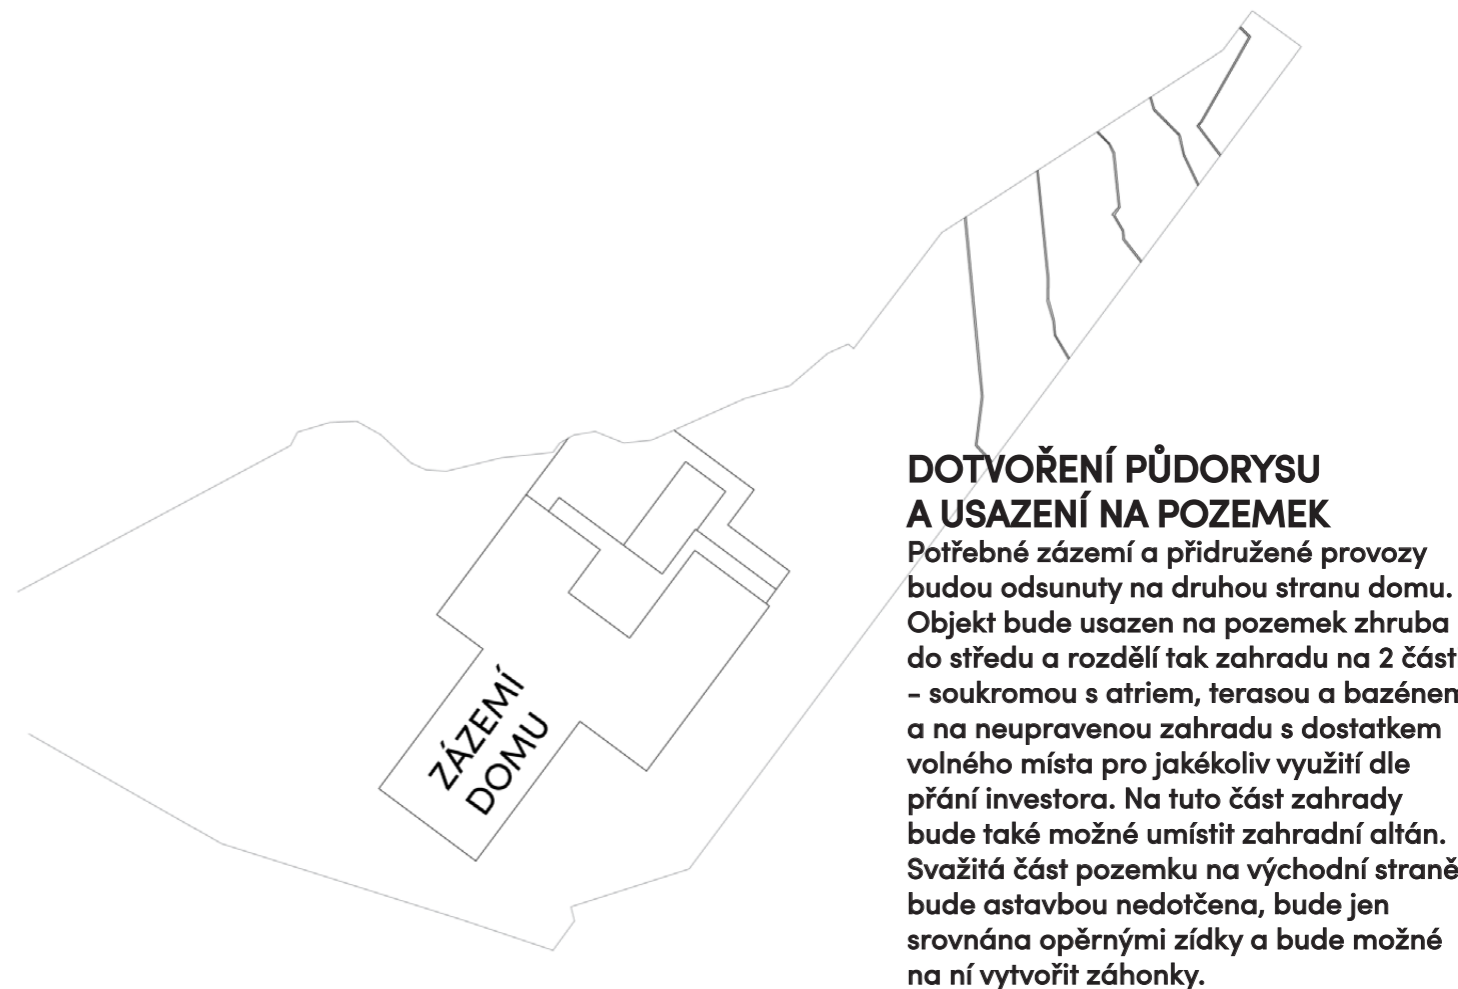 ZÁZEMÍ
DOMU
DOTVOŘENÍ PŮDORYSU
A USAZENÍ NA POZEMEK
Potřebné zázemí a přidružené provozy
budou odsunuty na druhou stranu domu.
Objekt bude usazen na pozemek zhruba
do středu a rozdělí tak zahradu na 2 část
- soukromou s atriem, terasou a bazénem
a na neupravenou zahradu s dostatkem
volného místa pro jakékoliv využití dle
přání investora. Na tuto část zahrady
bude také možné umístit zahradní altán.
Svažitá část pozemku na východní straně
bude astavbou nedotčena, bude jen
srovnána opěrnými zídky a bude možné
na ní vytvořit záhonky.